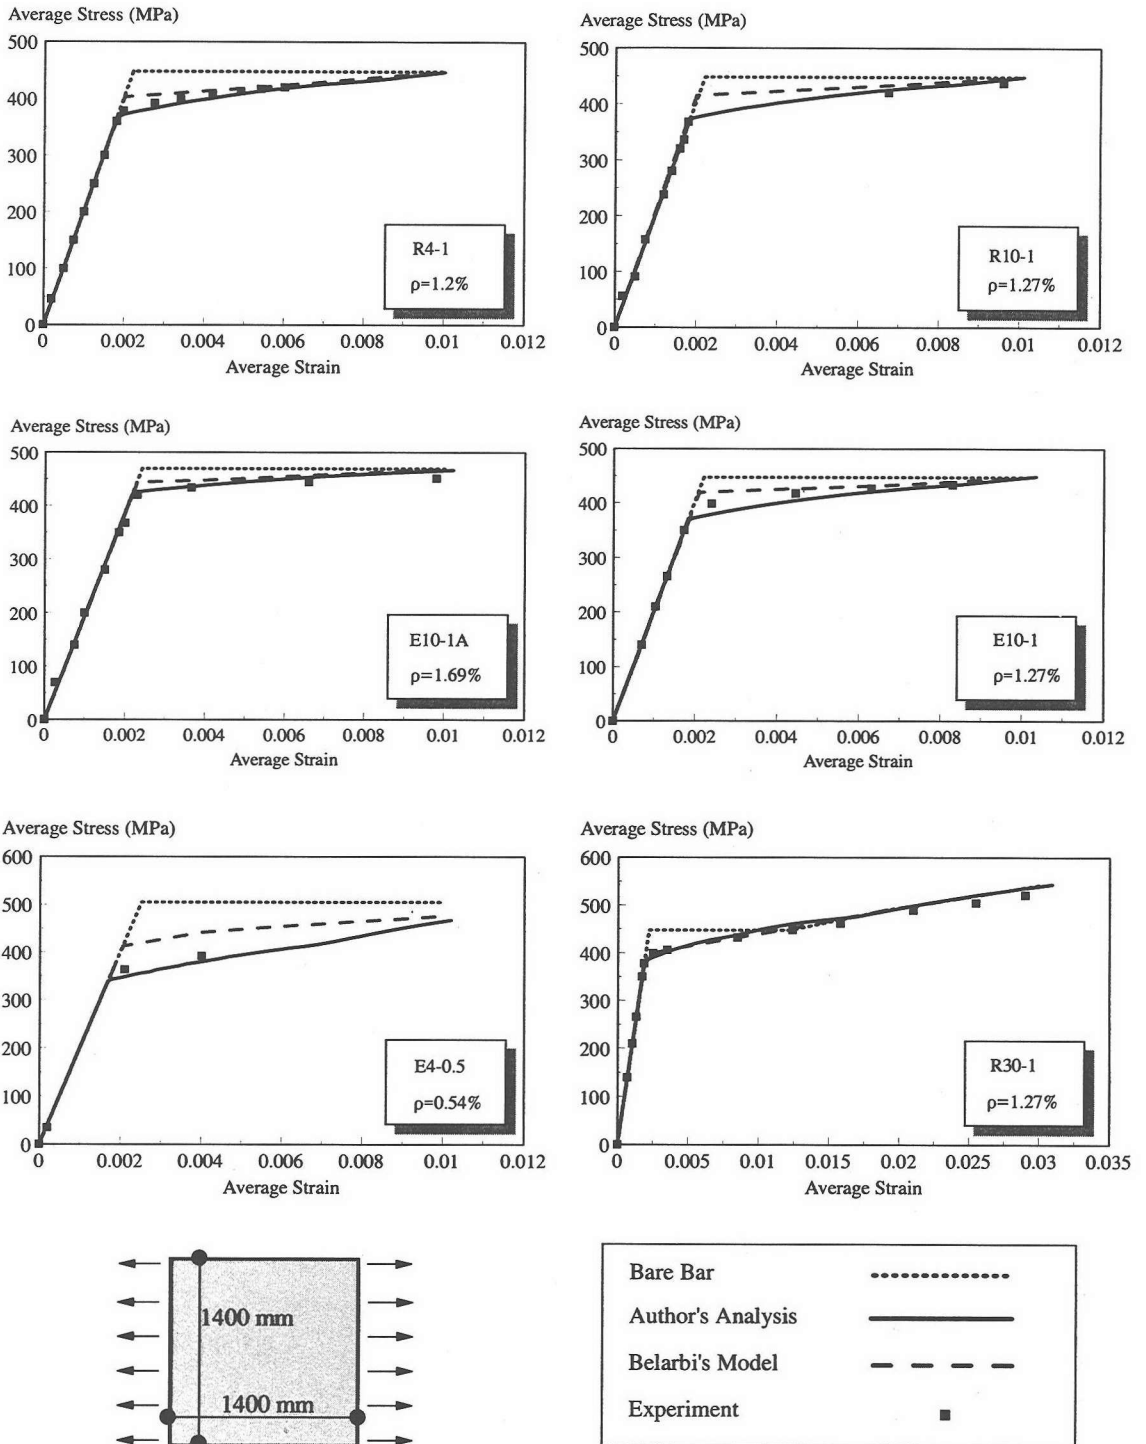 Average Stress (MPa)
500
400
300
200
100
0
0 0.002 0.004 0.006 0.008 0.01 0.012
Average Strain
R4-1
ρ=1.2%
Average Stress (MPa)
500
400
300
200
100
0
0 0.002 0.004 0.006 0.008 0.01 0.012
Average Strain
R10-1
ρ=1.27%
Average Stress (MPa)
500
400
300
200
100
0
0 0.002 0.004 0.006 0.008 0.01 0.012
Average Strain
E10-1A
ρ=1.69%
Average Stress (MPa)
500
400
300
200
100
0
0 0.002 0.004 0.006 0.008 0.01 0.012
Average Strain
E10-1
ρ=1.27%
Average Stress (MPa)
600
500
400
300
200
100
0
0 0.002 0.004 0.006 0.008 0.01 0.012
Average Strain
E4-0.5
ρ=0.54%
Average Stress (MPa)
600
500
400
300
200
100
0
0 0.005 0.01 0.015 0.02 0.025 0.03 0.035
Average Strain
R30-1
ρ=1.27%
1400 mm
1400 mm
Bare Bar
Author's Analysis
Belarbi's Model
Experiment